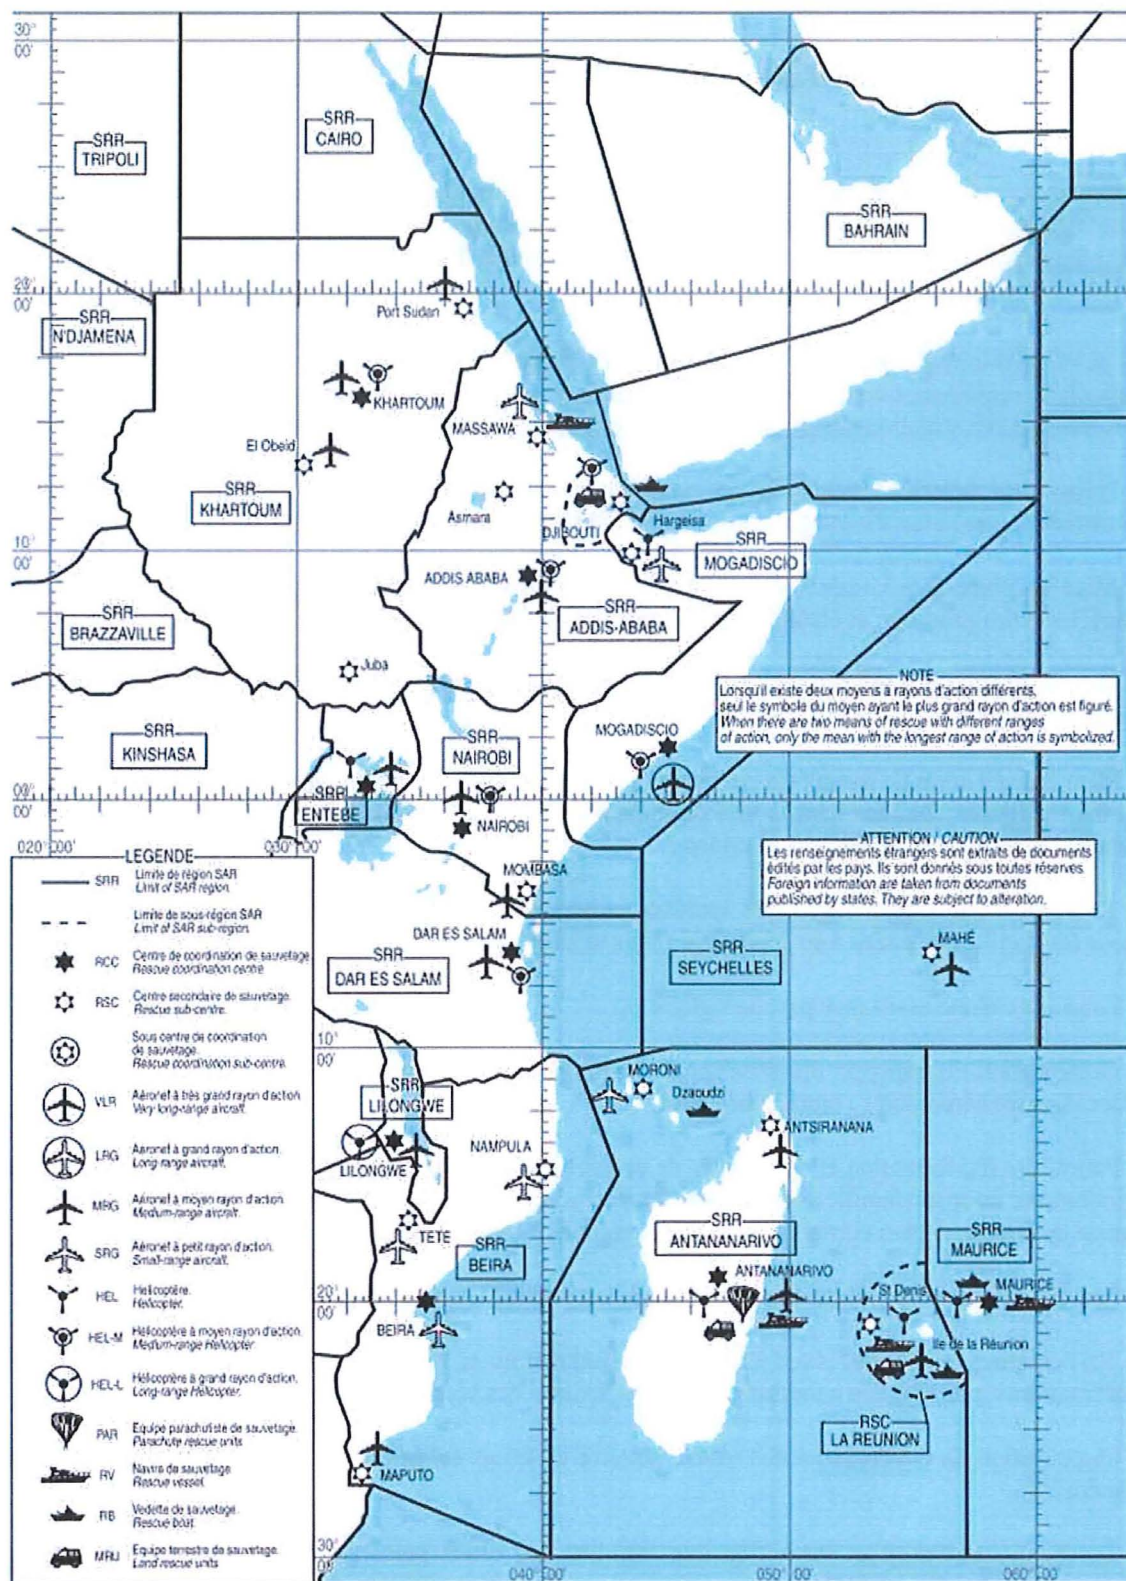 30°
00'
SRR
TRIPOLI
SRR
CAIRO
SRR
BAHRAIN
20°
00'
SRR
N'DJAMENA
Port Sudan
KHARTOUM
MASSAWA
El Obeid
SRR
KHARTOUM
Asmara
DJIBOUTI
Hargeisa
10°
00'
SRR
MOGADISCIO
ADDIS ABABA
SRR
ADDIS-ABABA
SRR
BRAZZAVILLE
Juba
NOTE
Lorsqu'il existe deux moyens à rayons d'action différents,
seul le symbole du moyen ayant le plus grand rayon d'action est figuré.
When there are two means of rescue with different ranges
of action, only the mean with the longest range of action is symbolized.
SRR
KINSHASA
SRR
NAIROBI
MOGADISCIO
00°
00'
SRR
ENTEBE
NAIROBI
020°00'
030°00'
ATTENTION / CAUTION
Les renseignements étrangers sont extraits de documents
édités par les pays. Ils sont donnés sous toutes réserves.
Foreign information are taken from documents
published by states. They are subject to alteration.
MOMBASA
DAR ES SALAM
SRR
DAR ES SALAM
SRR
SEYCHELLES
MAHÉ
10°
00'
MORONI
Dzaoudzi
SRR
LILONGWE
ANTSIRANANA
NAMPULA
LILONGWE
TETE
SRR
BEIRA
SRR
ANTANANARIVO
ANTANANARIVO
SRR
MAURICE
MAURICE
St Denis
20°
00'
BEIRA
Ile de la Réunion
RSC
LA REUNION
MAPUTO
30°
00'
040°00'
050°00'
060°00'
LEGENDE
SRR Limite de région SAR
Limit of SAR region.
Limite de sous-région SAR
Limit of SAR sub-region.
RCC Centre de coordination de sauvetage
Rescue coordination centre.
RSC Centre secondaire de sauvetage.
Rescue sub-centre.
Sous centre de coordination
de sauvetage.
Rescue coordination sub-centre.
VLR Aéronef à très grand rayon d'action
Very long-range aircraft.
LRG Aéronef à grand rayon d'action.
Long-range aircraft.
MRG Aéronef à moyen rayon d'action
Medium-range aircraft.
SRG Aéronef à petit rayon d'action.
Small-range aircraft.
HEL Hélicoptère.
Helicopter.
HEL-M Hélicoptère à moyen rayon d'action.
Medium-range Helicopter
HEL-L Hélicoptère à grand rayon d'action.
Long-range Helicopter.
PAR Equipe parachutiste de sauvetage.
Parachute rescue units
RV Navire de sauvetage
Rescue vessel.
RB Vedette de sauvetage.
Rescue boat.
MRU Equipe terrestre de sauvetage.
Land rescue units